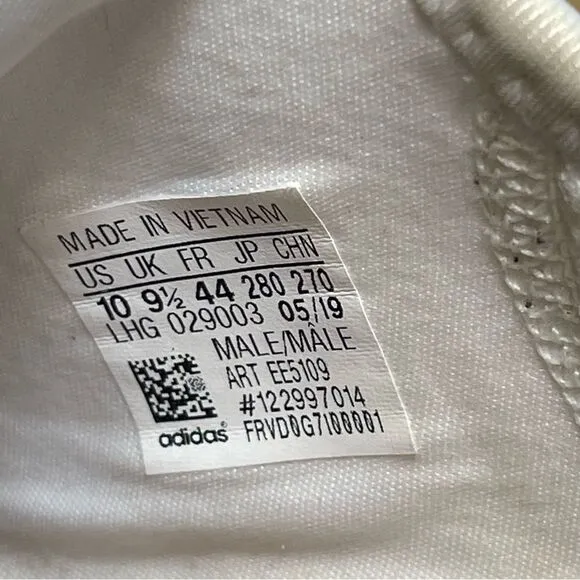 MADE IN VIETNAM
US UK FR JP CHN
10 9½ 44 280 270
LHG 029003 05/19
MALE/MÂLE
ART EE5109
#122997014
adidas FRVD0G7I00001